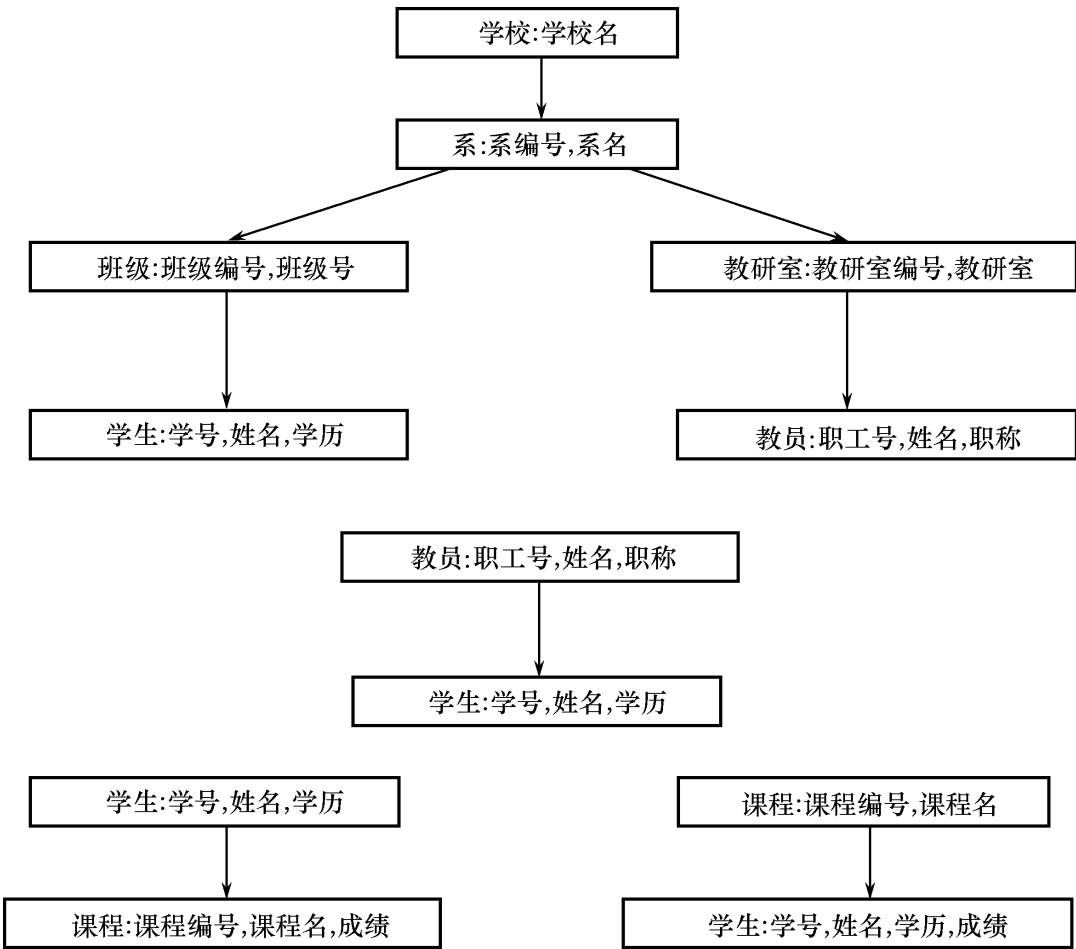 学校:学校名
系:系编号,系名
班级:班级编号,班级号
教研室:教研室编号,教研室
学生:学号,姓名,学历
教员:职工号,姓名,职称
教员:职工号,姓名,职称
学生:学号,姓名,学历
学生:学号,姓名,学历
课程:课程编号,课程名
课程:课程编号,课程名,成绩
学生:学号,姓名,学历,成绩